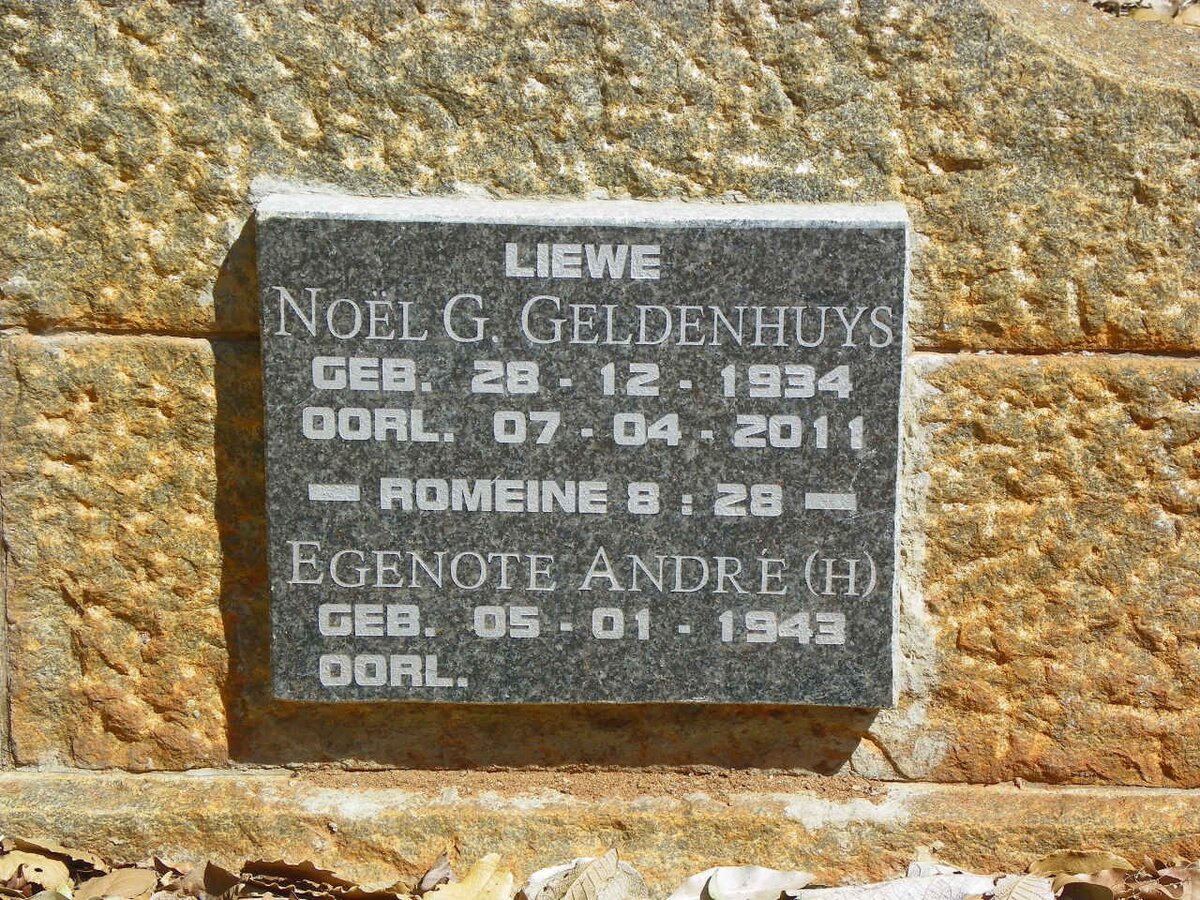 LIEWE
NOËL G. GELDENHUYS
GEB. 28 - 12 - 1934
OORL. 07 - 04 - 2011
— ROMEINE 8 : 28 —
EGENOTE ANDRÉ (H)
GEB. 05 - 01 - 1943
OORL.